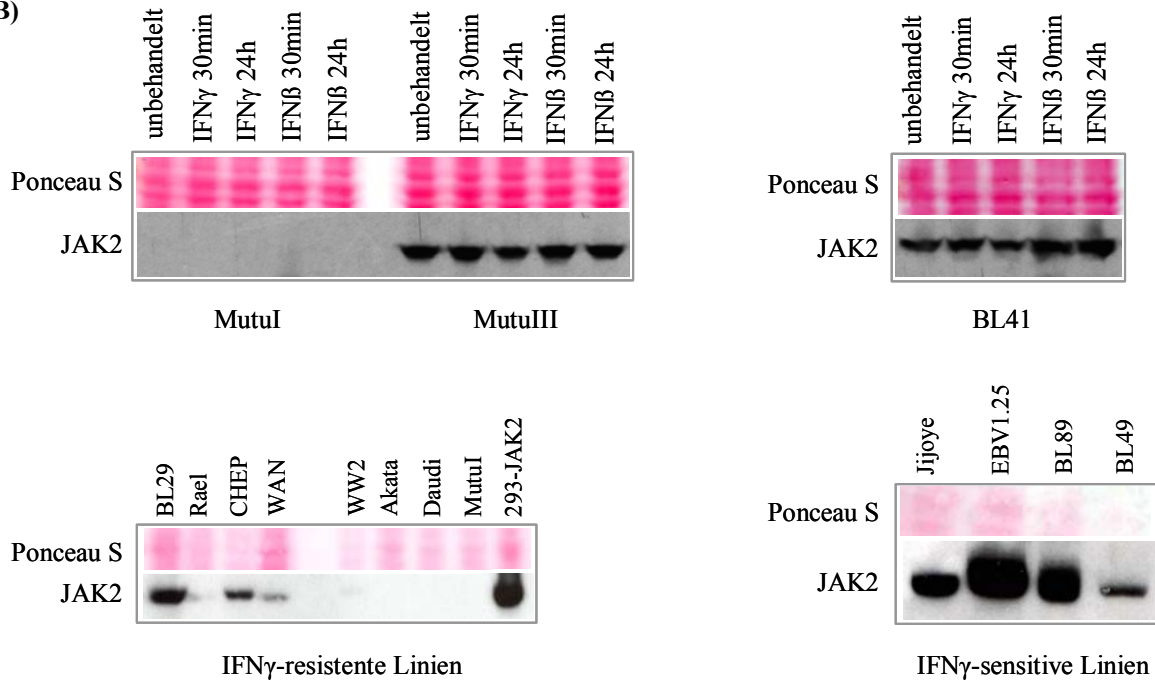 B)
unbehandelt
IFNγ 30min
IFNγ 24h
IFNß 30min
IFNß 24h
unbehandelt
IFNγ 30min
IFNγ 24h
IFNß 30min
IFNß 24h
Ponceau S
JAK2
MutuI
MutuIII
unbehandelt
IFNγ 30min
IFNγ 24h
IFNß 30min
IFNß 24h
Ponceau S
JAK2
BL41
BL29
Rael
CHEP
WAN
WW2
Akata
Daudi
MutuI
293-JAK2
Ponceau S
JAK2
IFNγ-resistente Linien
Jijoye
EBV1.25
BL89
BL49
Ponceau S
JAK2
IFNγ-sensitive Linien